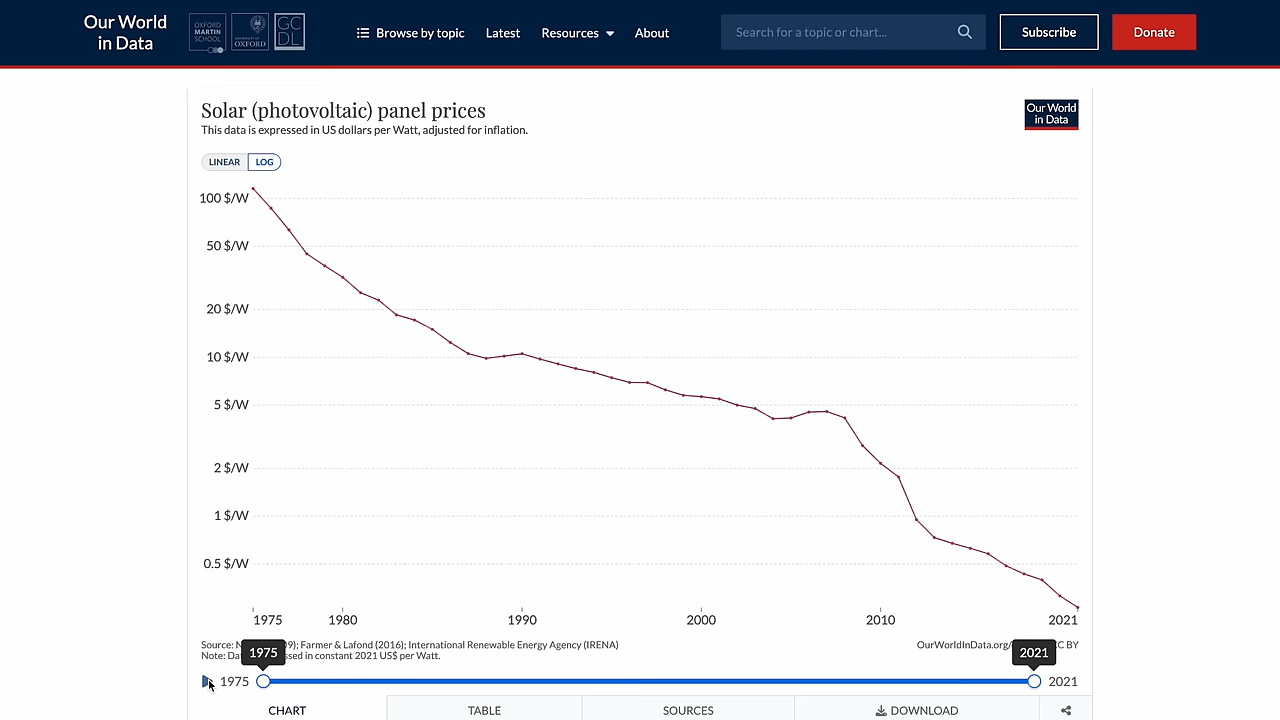 Our World
in Data
OXFORD
MARTIN
SCHOOL
UNIVERSITY OF
OXFORD
GC
DL
Browse by topic
Latest
Resources
About
Search for a topic or chart...
Subscribe
Donate
Solar (photovoltaic) panel prices
This data is expressed in US dollars per Watt, adjusted for inflation.
Our World
in Data
LINEAR
LOG
100 $/W
50 $/W
20 $/W
10 $/W
5 $/W
2 $/W
1 $/W
0.5 $/W
1975
1980
1990
2000
2010
2021
Source: 09); Farmer & Lafond (2016); International Renewable Energy Agency (IRENA)
OurWorldInData.org/ CC BY
Note: in constant 2021 US$ per Watt.
1975
2021
1975
2021
CHART
TABLE
SOURCES
DOWNLOAD